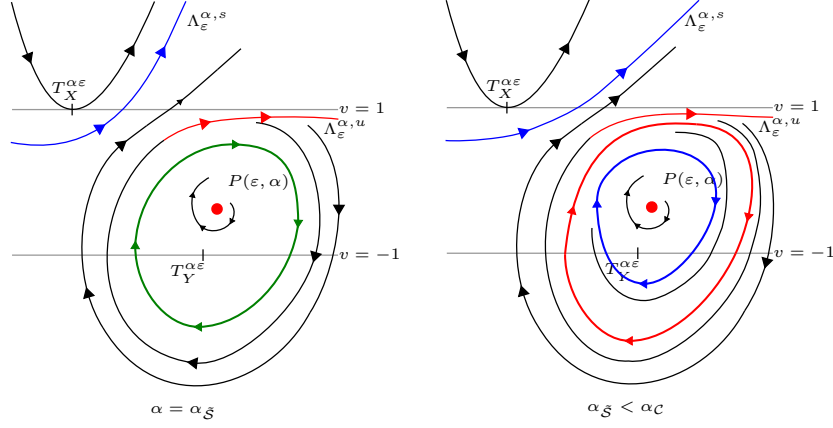 Λ_ε^{α,s}
T_X^{αε}
v = 1
Λ_ε^{α,u}
P(ε, α)
v = −1
T_Y^{αε}
α = α_{\tilde{𝒮}}
Λ_ε^{α,s}
T_X^{αε}
v = 1
Λ_ε^{α,u}
P(ε, α)
v = −1
T_Y^{αε}
α_{\tilde{𝒮}} < α_𝒞